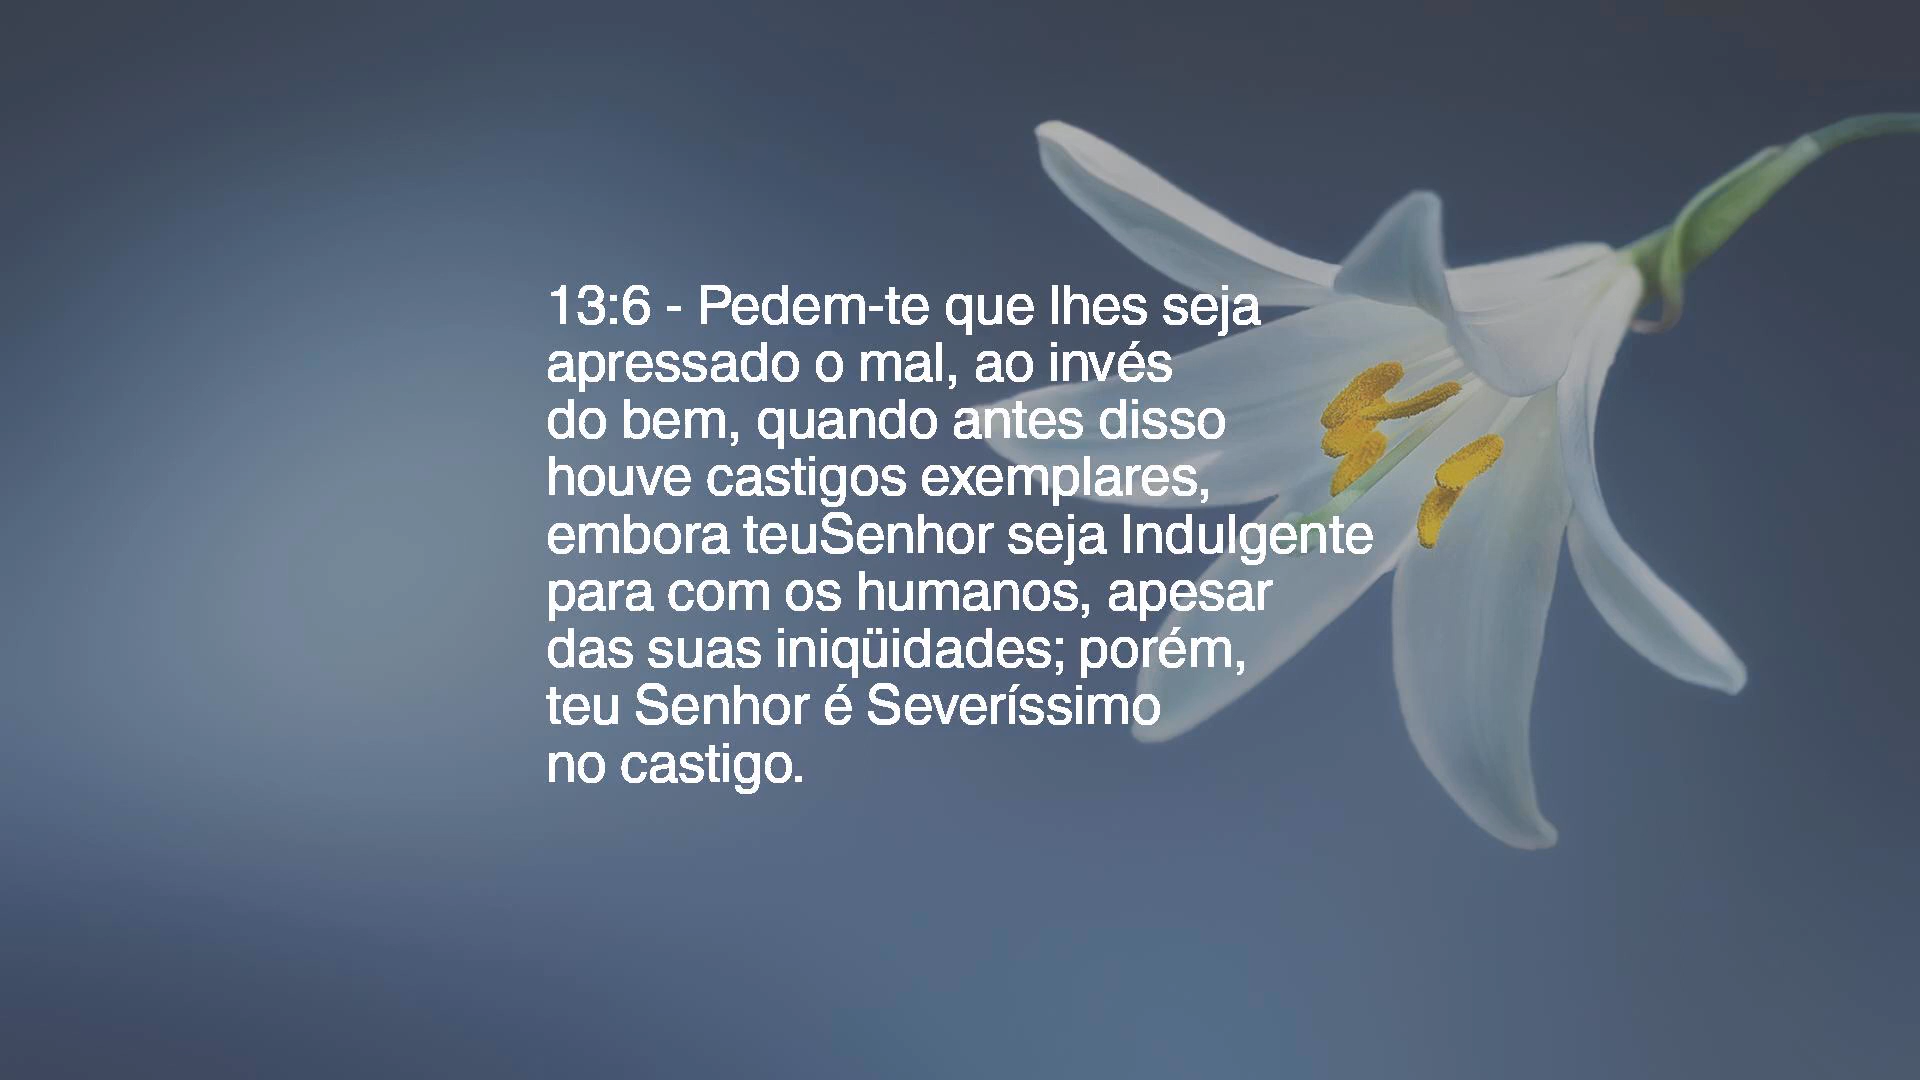 13:6 - Pedem-te que lhes seja
apressado o mal, ao invés
do bem, quando antes disso
houve castigos exemplares,
embora teuSenhor seja Indulgente
para com os humanos, apesar
das suas iniqüidades; porém,
teu Senhor é Severíssimo
no castigo.